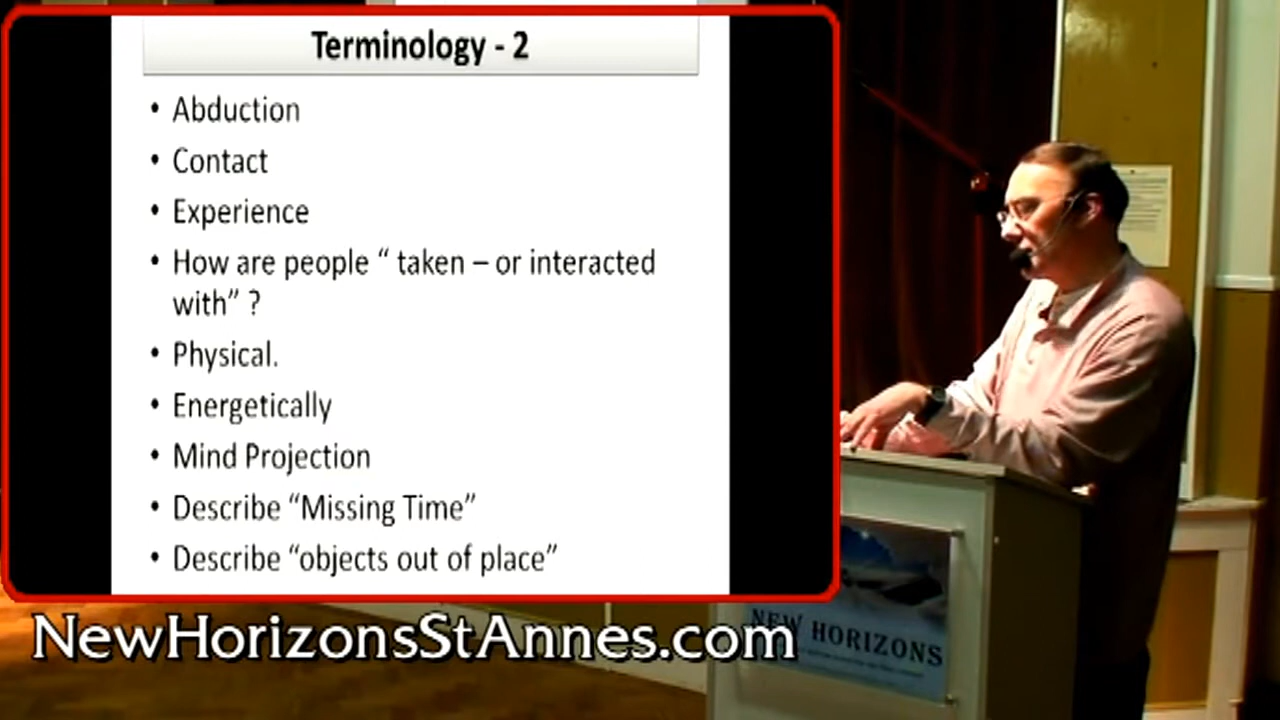 Terminology - 2
• Abduction
• Contact
• Experience
• How are people “ taken – or interacted
with” ?
• Physical.
• Energetically
• Mind Projection
• Describe “Missing Time”
• Describe “objects out of place”
NewHorizonsStAnnes.com
NEW HORIZONS